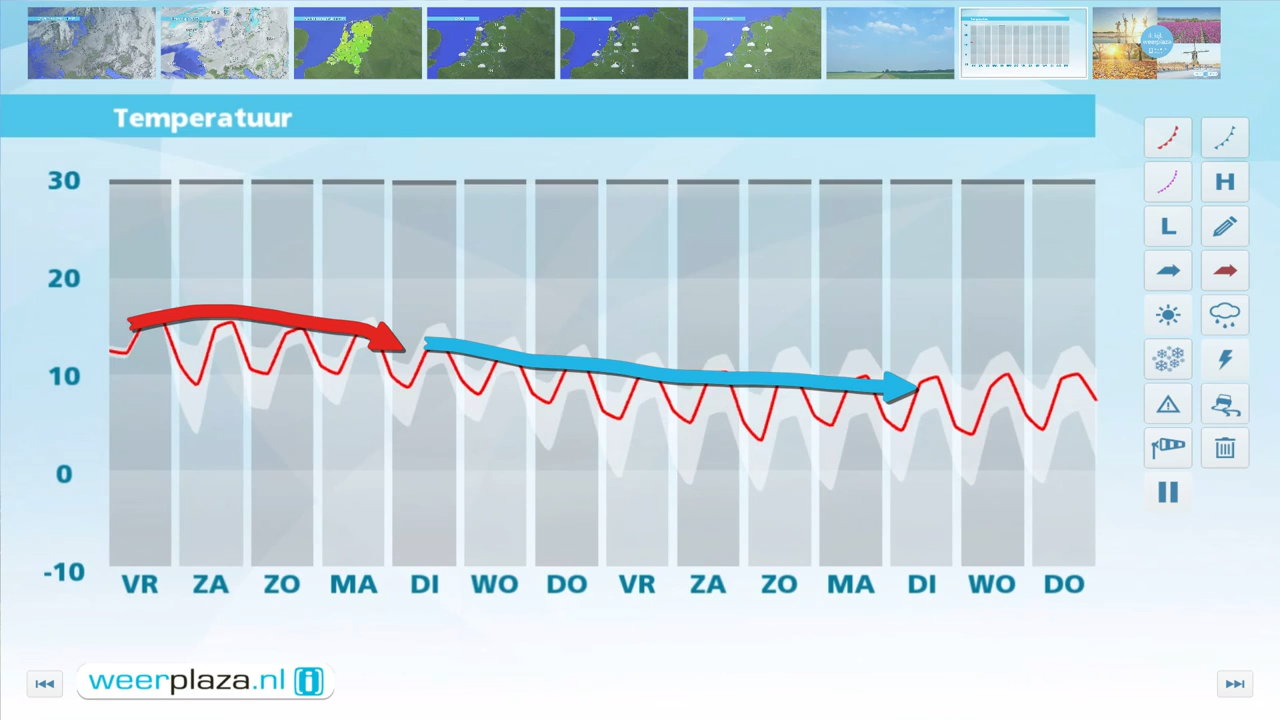 Temperatuur
30
20
10
0
-10
VR ZA ZO MA DI WO DO VR ZA ZO MA DI WO DO
H
L
weerplaza.nl [i]